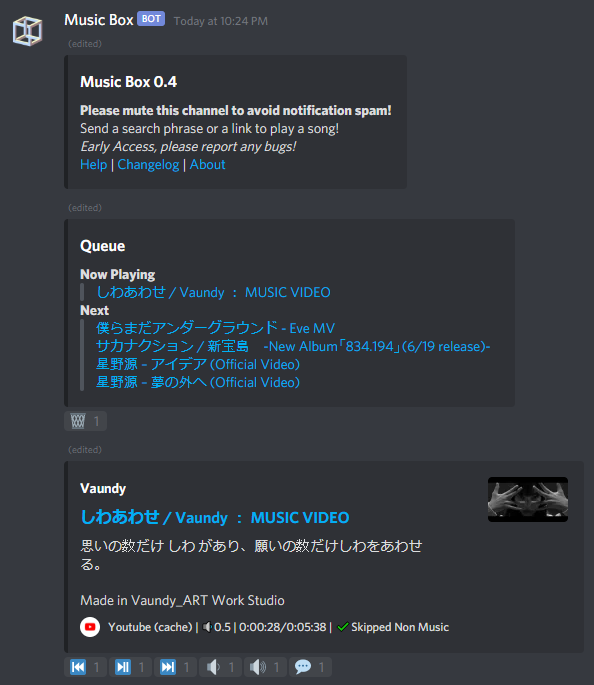 Music Box BOT Today at 10:24 PM
(edited)
Music Box 0.4
Please mute this channel to avoid notification spam!
Send a search phrase or a link to play a song!
Early Access, please report any bugs!
Help | Changelog | About
(edited)
Queue
Now Playing
しわあわせ / Vaundy ： MUSIC VIDEO
Next
僕らまだアンダーグラウンド - Eve MV
サカナクション / 新宝島　-New Album「834.194」(6/19 release)-
星野源 – アイデア (Official Video)
星野源 – 夢の外へ (Official Video)
1
(edited)
Vaundy
しわあわせ / Vaundy ： MUSIC VIDEO
思いの数だけ しわ があり、願いの数だけしわをあわせ
る。
Made in Vaundy_ART Work Studio
Youtube (cache) | 🔈0.5 | 0:00:28/0:05:38 | ✓ Skipped Non Music
1 1 1 1 1 1